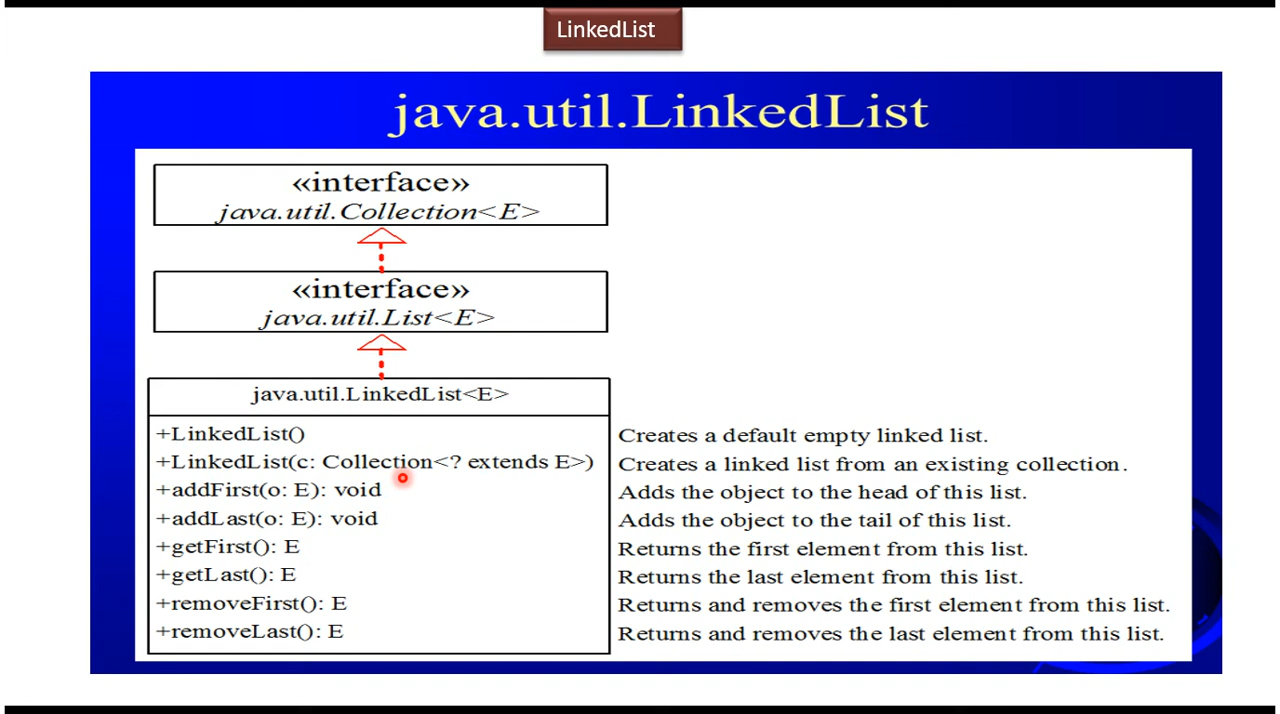 LinkedList
java.util.LinkedList
«interface»
java.util.Collection<E>
«interface»
java.util.List<E>
java.util.LinkedList<E>
+LinkedList() Creates a default empty linked list.
+LinkedList(c: Collection<? extends E>) Creates a linked list from an existing collection.
+addFirst(o: E): void Adds the object to the head of this list.
+addLast(o: E): void Adds the object to the tail of this list.
+getFirst(): E Returns the first element from this list.
+getLast(): E Returns the last element from this list.
+removeFirst(): E Returns and removes the first element from this list.
+removeLast(): E Returns and removes the last element from this list.